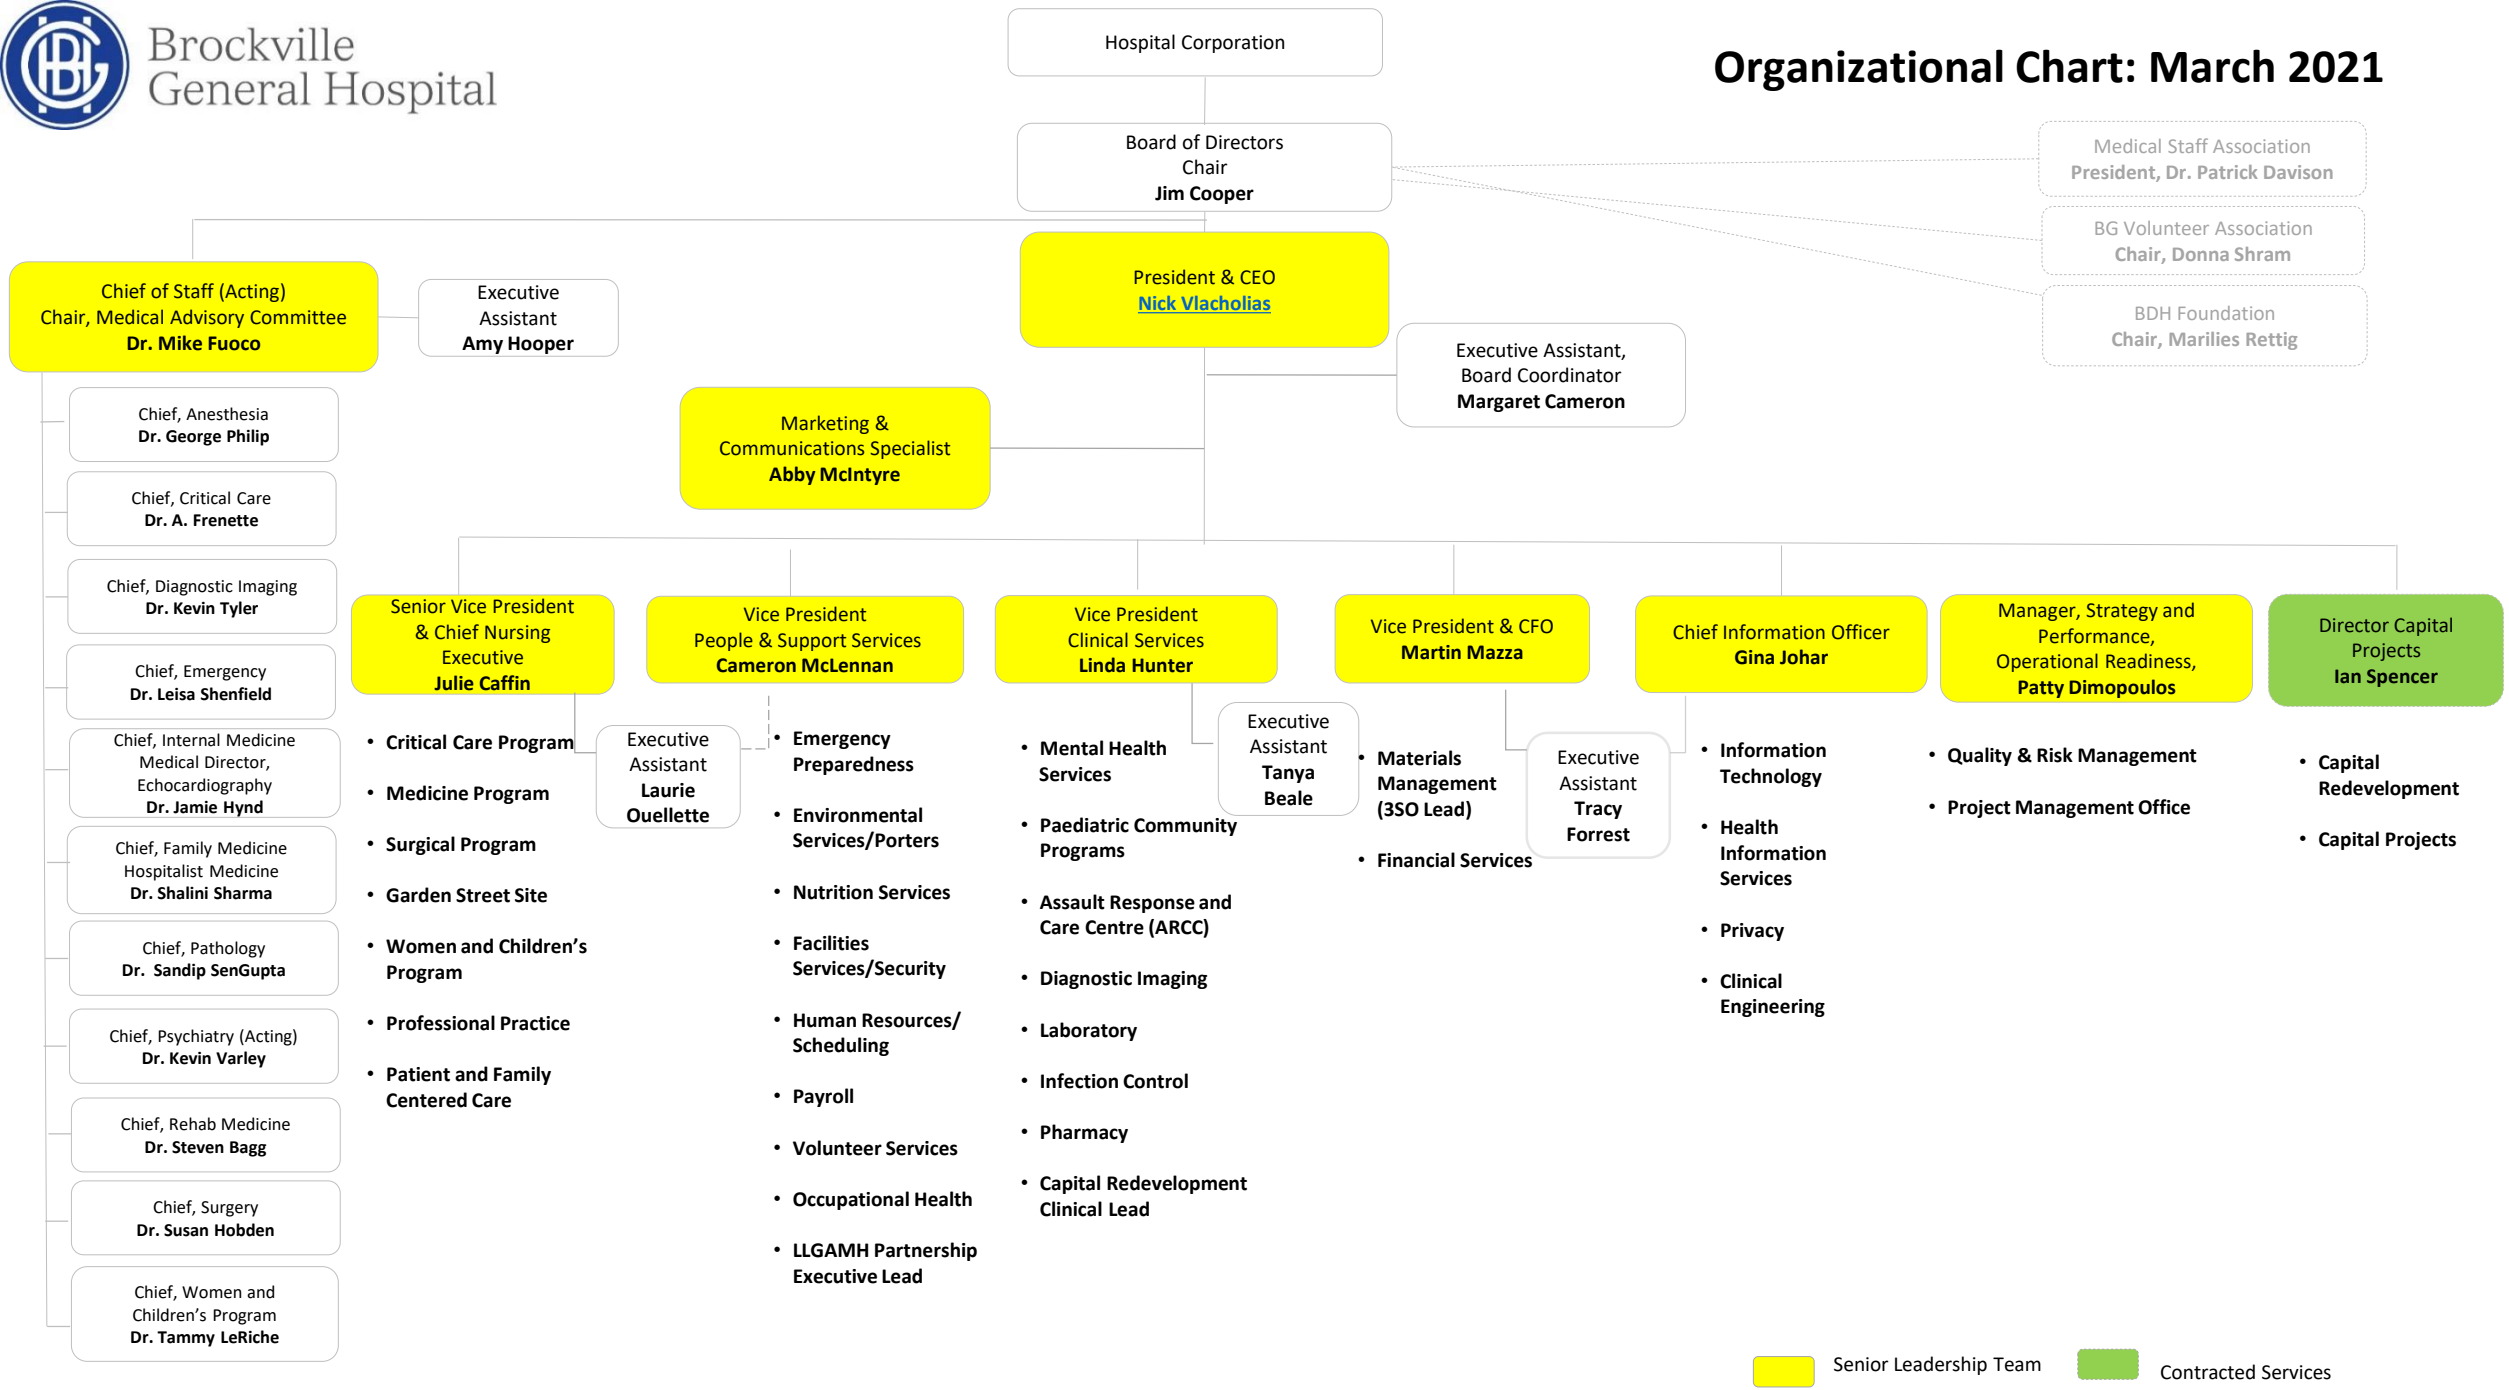 Brockville
General Hospital
Organizational Chart: March 2021
Hospital Corporation
Board of Directors
Chair
Jim Cooper
Medical Staff Association
President, Dr. Patrick Davison
BG Volunteer Association
Chair, Donna Shram
BDH Foundation
Chair, Marilies Rettig
President & CEO
Nick Vlacholias
Chief of Staff (Acting)
Chair, Medical Advisory Committee
Dr. Mike Fuoco
Executive
Assistant
Amy Hooper
Executive Assistant,
Board Coordinator
Margaret Cameron
Marketing &
Communications Specialist
Abby McIntyre
Chief, Anesthesia
Dr. George Philip
Chief, Critical Care
Dr. A. Frenette
Chief, Diagnostic Imaging
Dr. Kevin Tyler
Chief, Emergency
Dr. Leisa Shenfield
Chief, Internal Medicine
Medical Director,
Echocardiography
Dr. Jamie Hynd
Chief, Family Medicine
Hospitalist Medicine
Dr. Shalini Sharma
Chief, Pathology
Dr. Sandip SenGupta
Chief, Psychiatry (Acting)
Dr. Kevin Varley
Chief, Rehab Medicine
Dr. Steven Bagg
Chief, Surgery
Dr. Susan Hobden
Chief, Women and
Children's Program
Dr. Tammy LeRiche
Senior Vice President
& Chief Nursing
Executive
Julie Caffin
• Critical Care Program
• Medicine Program
• Surgical Program
• Garden Street Site
• Women and Children's
Program
• Professional Practice
• Patient and Family
Centered Care
Executive
Assistant
Laurie
Ouellette
Vice President
People & Support Services
Cameron McLennan
• Emergency
Preparedness
• Environmental
Services/Porters
• Nutrition Services
• Facilities
Services/Security
• Human Resources/
Scheduling
• Payroll
• Volunteer Services
• Occupational Health
• LLGAMH Partnership
Executive Lead
Vice President
Clinical Services
Linda Hunter
• Mental Health
Services
• Paediatric Community
Programs
• Assault Response and
Care Centre (ARCC)
• Diagnostic Imaging
• Laboratory
• Infection Control
• Pharmacy
• Capital Redevelopment
Clinical Lead
Executive
Assistant
Tanya
Beale
Vice President & CFO
Martin Mazza
• Materials
Management
(3SO Lead)
• Financial Services
Executive
Assistant
Tracy
Forrest
Chief Information Officer
Gina Johar
• Information
Technology
• Health
Information
Services
• Privacy
• Clinical
Engineering
Manager, Strategy and
Performance,
Operational Readiness,
Patty Dimopoulos
• Quality & Risk Management
• Project Management Office
Director Capital
Projects
Ian Spencer
• Capital
Redevelopment
• Capital Projects
Senior Leadership Team
Contracted Services